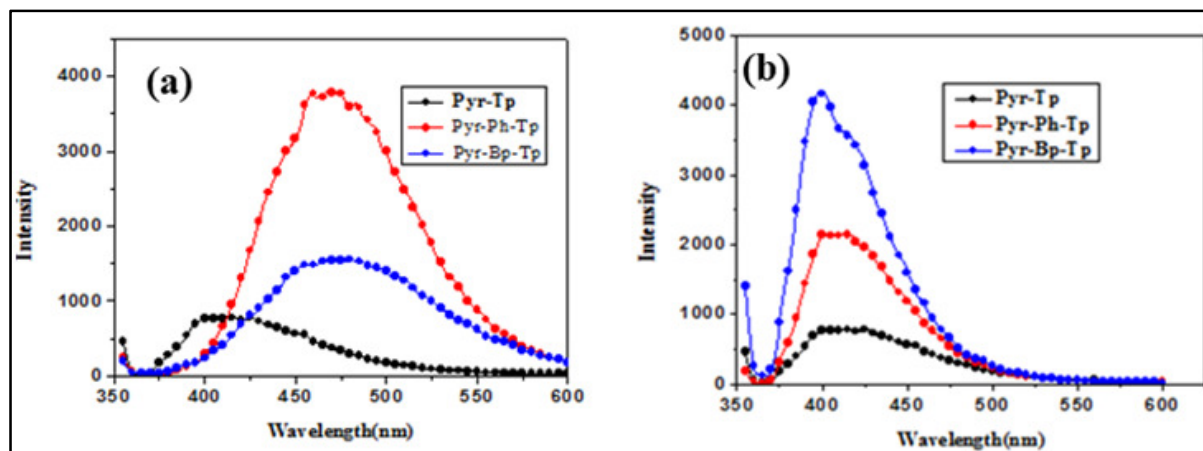 (a)
Intensity
4000
3000
2000
1000
0
350 400 450 500 550 600
Wavelength(nm)
Pyr-Tp
Pyr-Ph-Tp
Pyr-Bp-Tp
(b)
Intensity
5000
4000
3000
2000
1000
0
350 400 450 500 550 600
Wavelength(nm)
Pyr-Tp
Pyr-Ph-Tp
Pyr-Bp-Tp